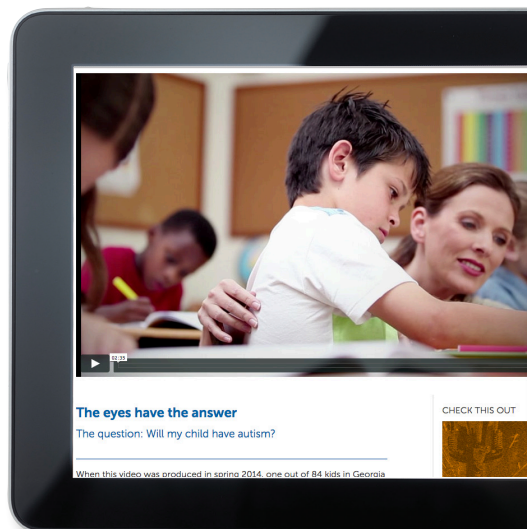 02:35
The eyes have the answer
CHECK THIS OUT
The question: Will my child have autism?
When this video was produced in spring 2014, one out of 84 kids in Georgia